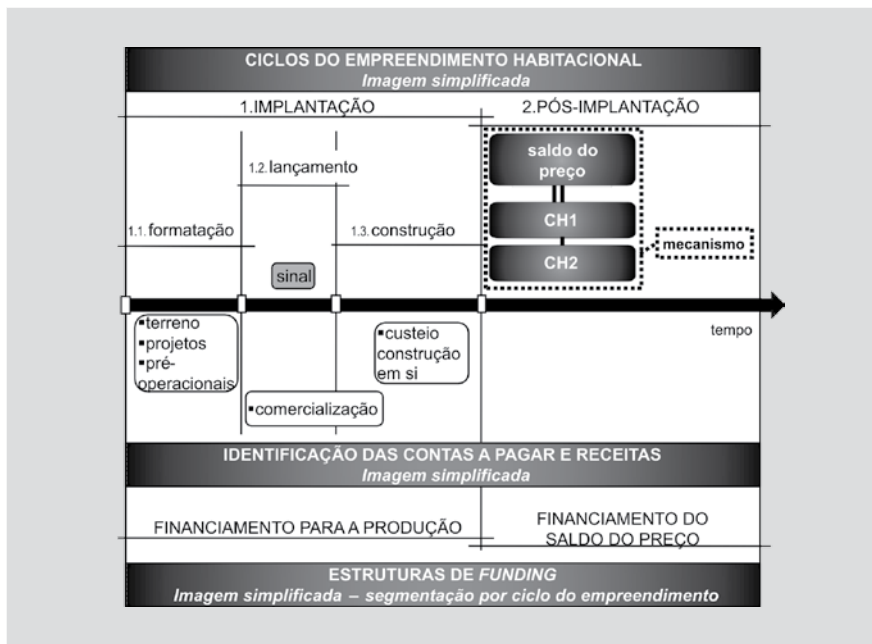 CICLOS DO EMPREENDIMENTO HABITACIONAL
Imagem simplificada
1.IMPLANTAÇÃO
2.PÓS-IMPLANTAÇÃO
1.2.lançamento
saldo do
preço
1.1. formatação
1.3. construção
CH1
mecanismo
CH2
sinal
tempo
▪terreno
▪projetos
▪pré-
operacionais
▪custeio
construção
em si
▪comercialização
IDENTIFICAÇÃO DAS CONTAS A PAGAR E RECEITAS
Imagem simplificada
FINANCIAMENTO PARA A PRODUÇÃO
FINANCIAMENTO DO
SALDO DO PREÇO
ESTRUTURAS DE FUNDING
Imagem simplificada – segmentação por ciclo do empreendimento